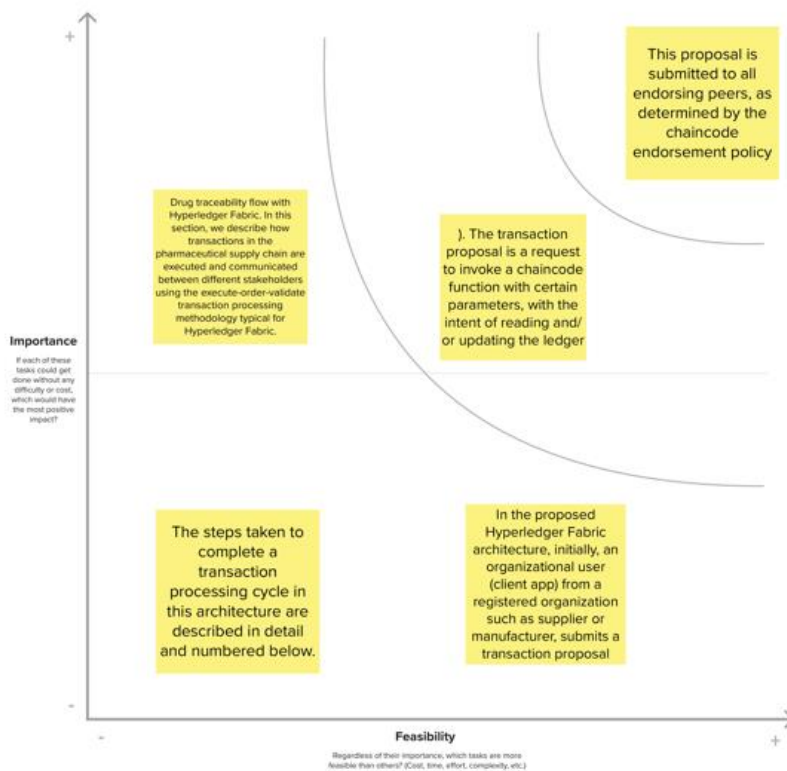 +
This proposal is
submitted to all
endorsing peers, as
determined by the
chaincode
endorsement policy
Drug traceability flow with
Hyperledger Fabric. In this
section, we describe how
transactions in the
pharmaceutical supply chain are
executed and communicated
between different stakeholders
using the execute-order-validate
transaction processing
methodology typical for
Hyperledger Fabric.
). The transaction
proposal is a request
to invoke a chaincode
function with certain
parameters, with the
intent of reading and/
or updating the ledger
Importance
If each of these
tasks could get
done without any
difficulty or cost,
which would have
the most positive
impact?
The steps taken to
complete a
transaction
processing cycle in
this architecture are
described in detail
and numbered below.
In the proposed
Hyperledger Fabric
architecture, initially, an
organizational user
(client app) from a
registered organization
such as supplier or
manufacturer, submits a
transaction proposal
-
-
Feasibility
+
Regardless of their importance, which tasks are more
feasible than others? (Cost, time, effort, complexity, etc.)